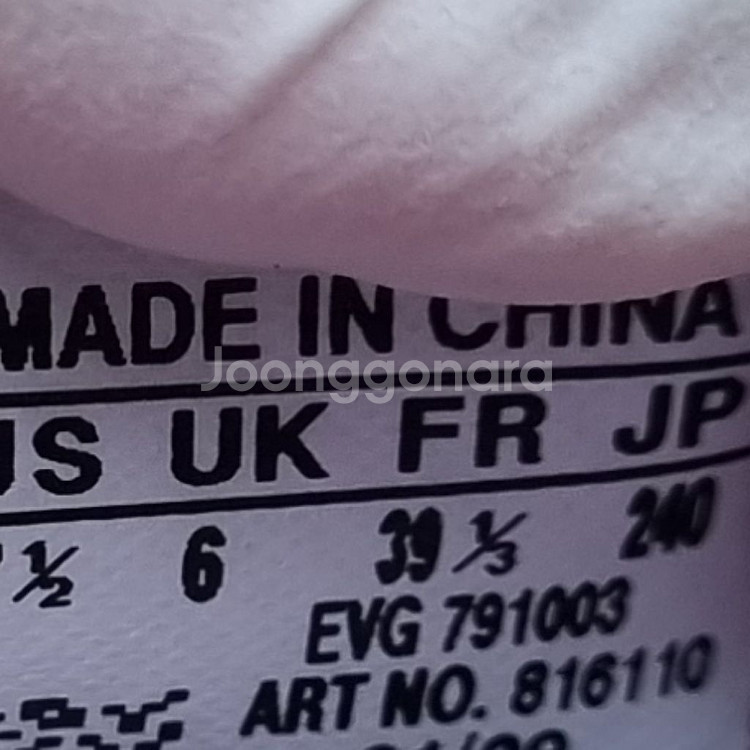 MADE IN CHINA
Joonggonara
US UK FR JP
½ 6 39 ⅓ 240
EVG 791003
ART NO. 816110